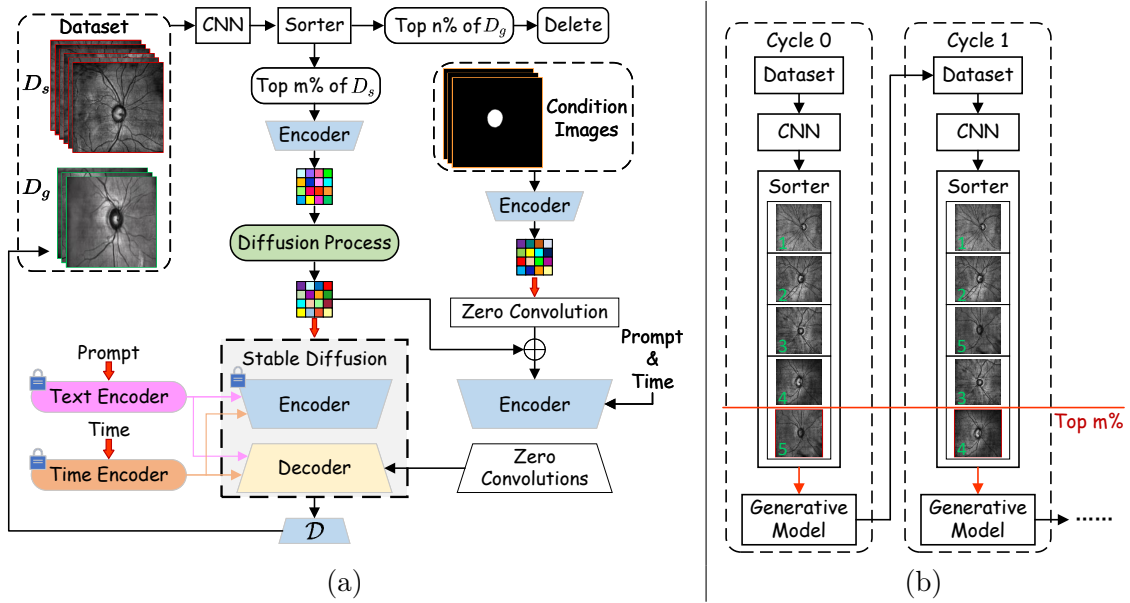 Dataset
D_s
D_g
CNN
Sorter
Top n% of D_g
Delete
Top m% of D_s
Encoder
Diffusion Process
Condition
Images
Encoder
Zero Convolution
Prompt
&
Time
Stable Diffusion
Prompt
Text Encoder
Encoder
Encoder
Time
Time Encoder
Decoder
Zero
Convolutions
D
(a)
Cycle 0
Dataset
CNN
Sorter
2
3
4
5
Generative
Model
Cycle 1
Dataset
CNN
Sorter
1
2
5
3
4
Top m%
Generative
Model
......
(b)